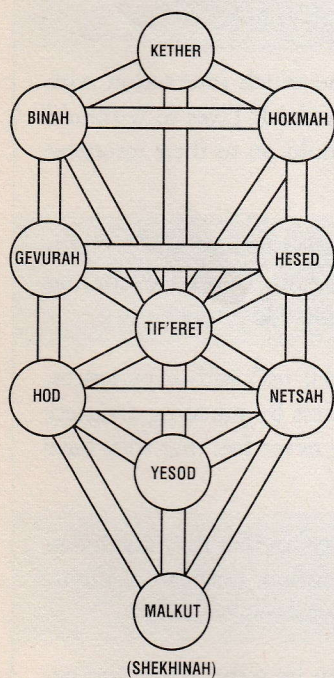 KETHER
BINAH
HOKMAH
GEVURAH
HESED
TIF'ERET
HOD
NETSAH
YESOD
MALKUT
(SHEKHINAH)